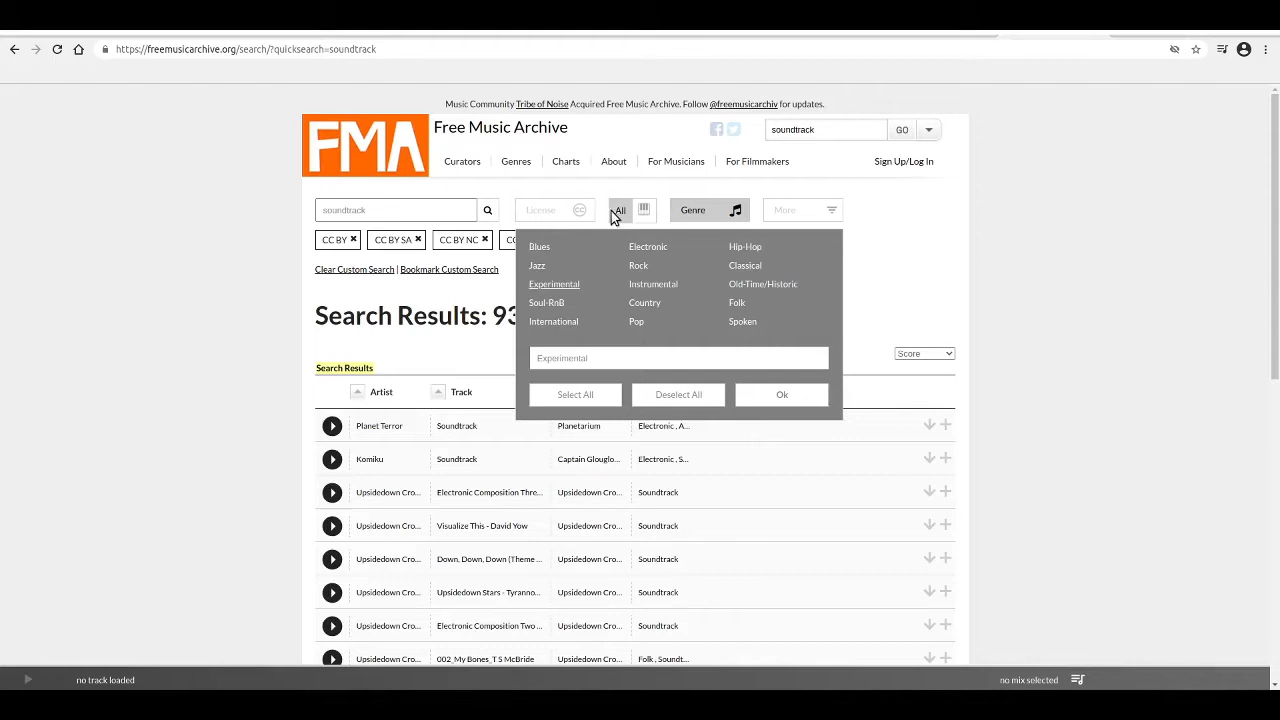 https://freemusicarchive.org/search/?quicksearch=soundtrack
Music Community Tribe of Noise Acquired Free Music Archive. Follow @freemusicarchiv for updates.
FMA Free Music Archive soundtrack GO
Curators Genres Charts About For Musicians For Filmmakers Sign Up/Log In
soundtrack License CC All Genre More
CC BY CC BY SA CC BY NC
Clear Custom Search | Bookmark Custom Search
Blues Electronic Hip-Hop
Jazz Rock Classical
Experimental Instrumental Old-Time/Historic
Soul-RnB Country Folk
International Pop Spoken
Search Results: 93
Experimental
Score
Search Results
Select All Deselect All Ok
Artist Track
Planet Terror Soundtrack Planetarium Electronic , A...
Komiku Soundtrack Captain Glouglo... Electronic , S...
Upsidedown Cro... Electronic Composition Thre... Upsidedown Cro... Soundtrack
Upsidedown Cro... Visualize This - David Yow Upsidedown Cro... Soundtrack
Upsidedown Cro... Down, Down, Down (Theme ... Upsidedown Cro... Soundtrack
Upsidedown Cro... Upsidedown Stars - Tyranno... Upsidedown Cro... Soundtrack
Upsidedown Cro... Electronic Composition Two ... Upsidedown Cro... Soundtrack
Upsidedown Cro... 002_My Bones_T S McBride Upsidedown Cro... Folk , Soundt...
no track loaded no mix selected